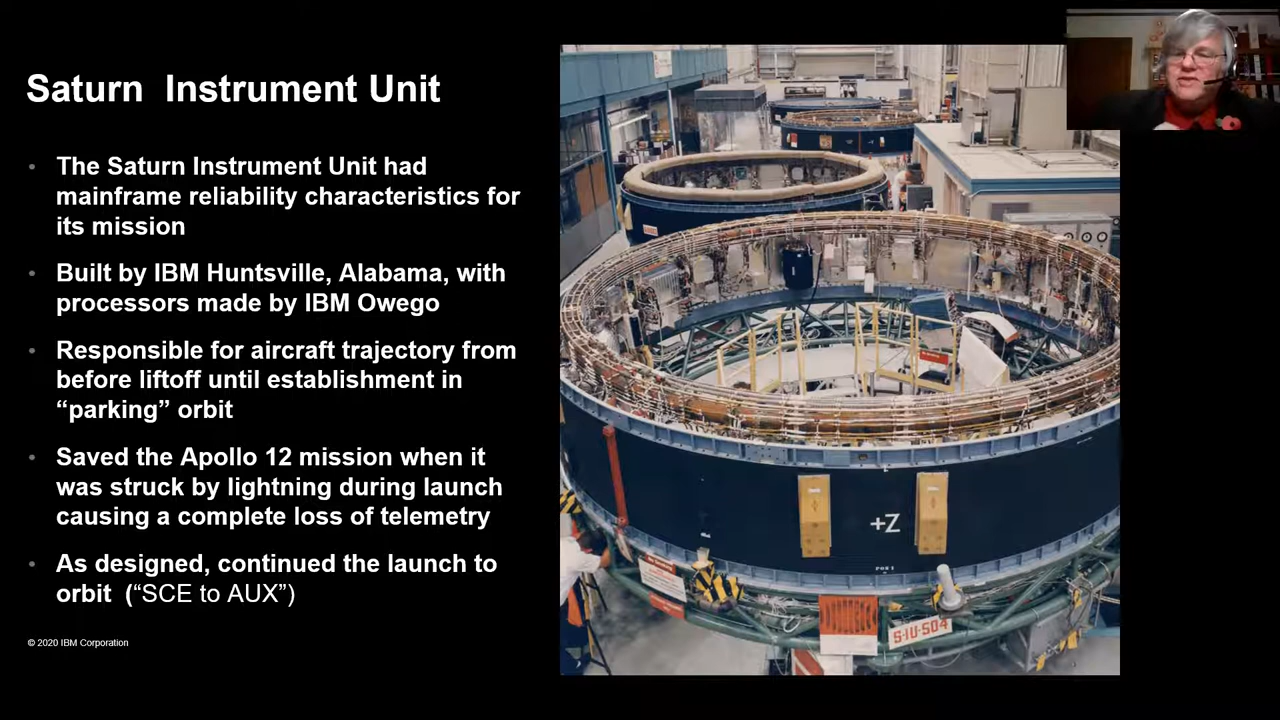 Saturn  Instrument Unit
• The Saturn Instrument Unit had
mainframe reliability characteristics for
its mission
• Built by IBM Huntsville, Alabama, with
processors made by IBM Owego
• Responsible for aircraft trajectory from
before liftoff until establishment in
“parking” orbit
• Saved the Apollo 12 mission when it
was struck by lightning during launch
causing a complete loss of telemetry
• As designed, continued the launch to
orbit  (“SCE to AUX”)
© 2020 IBM Corporation
+Z
POS I
S-IU-504